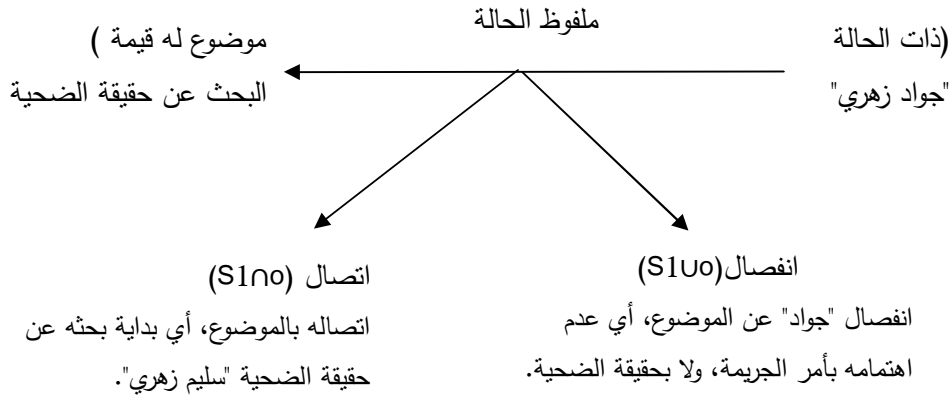 ملفوظ الحالة
(ذات الحالة
موضوع له قيمة )
"جواد زهري"
البحث عن حقيقة الضحية
انفصال(S1∪o)
انفصال "جواد" عن الموضوع، أي عدم
اهتمامه بأمر الجريمة، ولا بحقيقة الضحية.
اتصال (S1∩o)
اتصاله بالموضوع، أي بداية بحثه عن
حقيقة الضحية "سليم زهري".